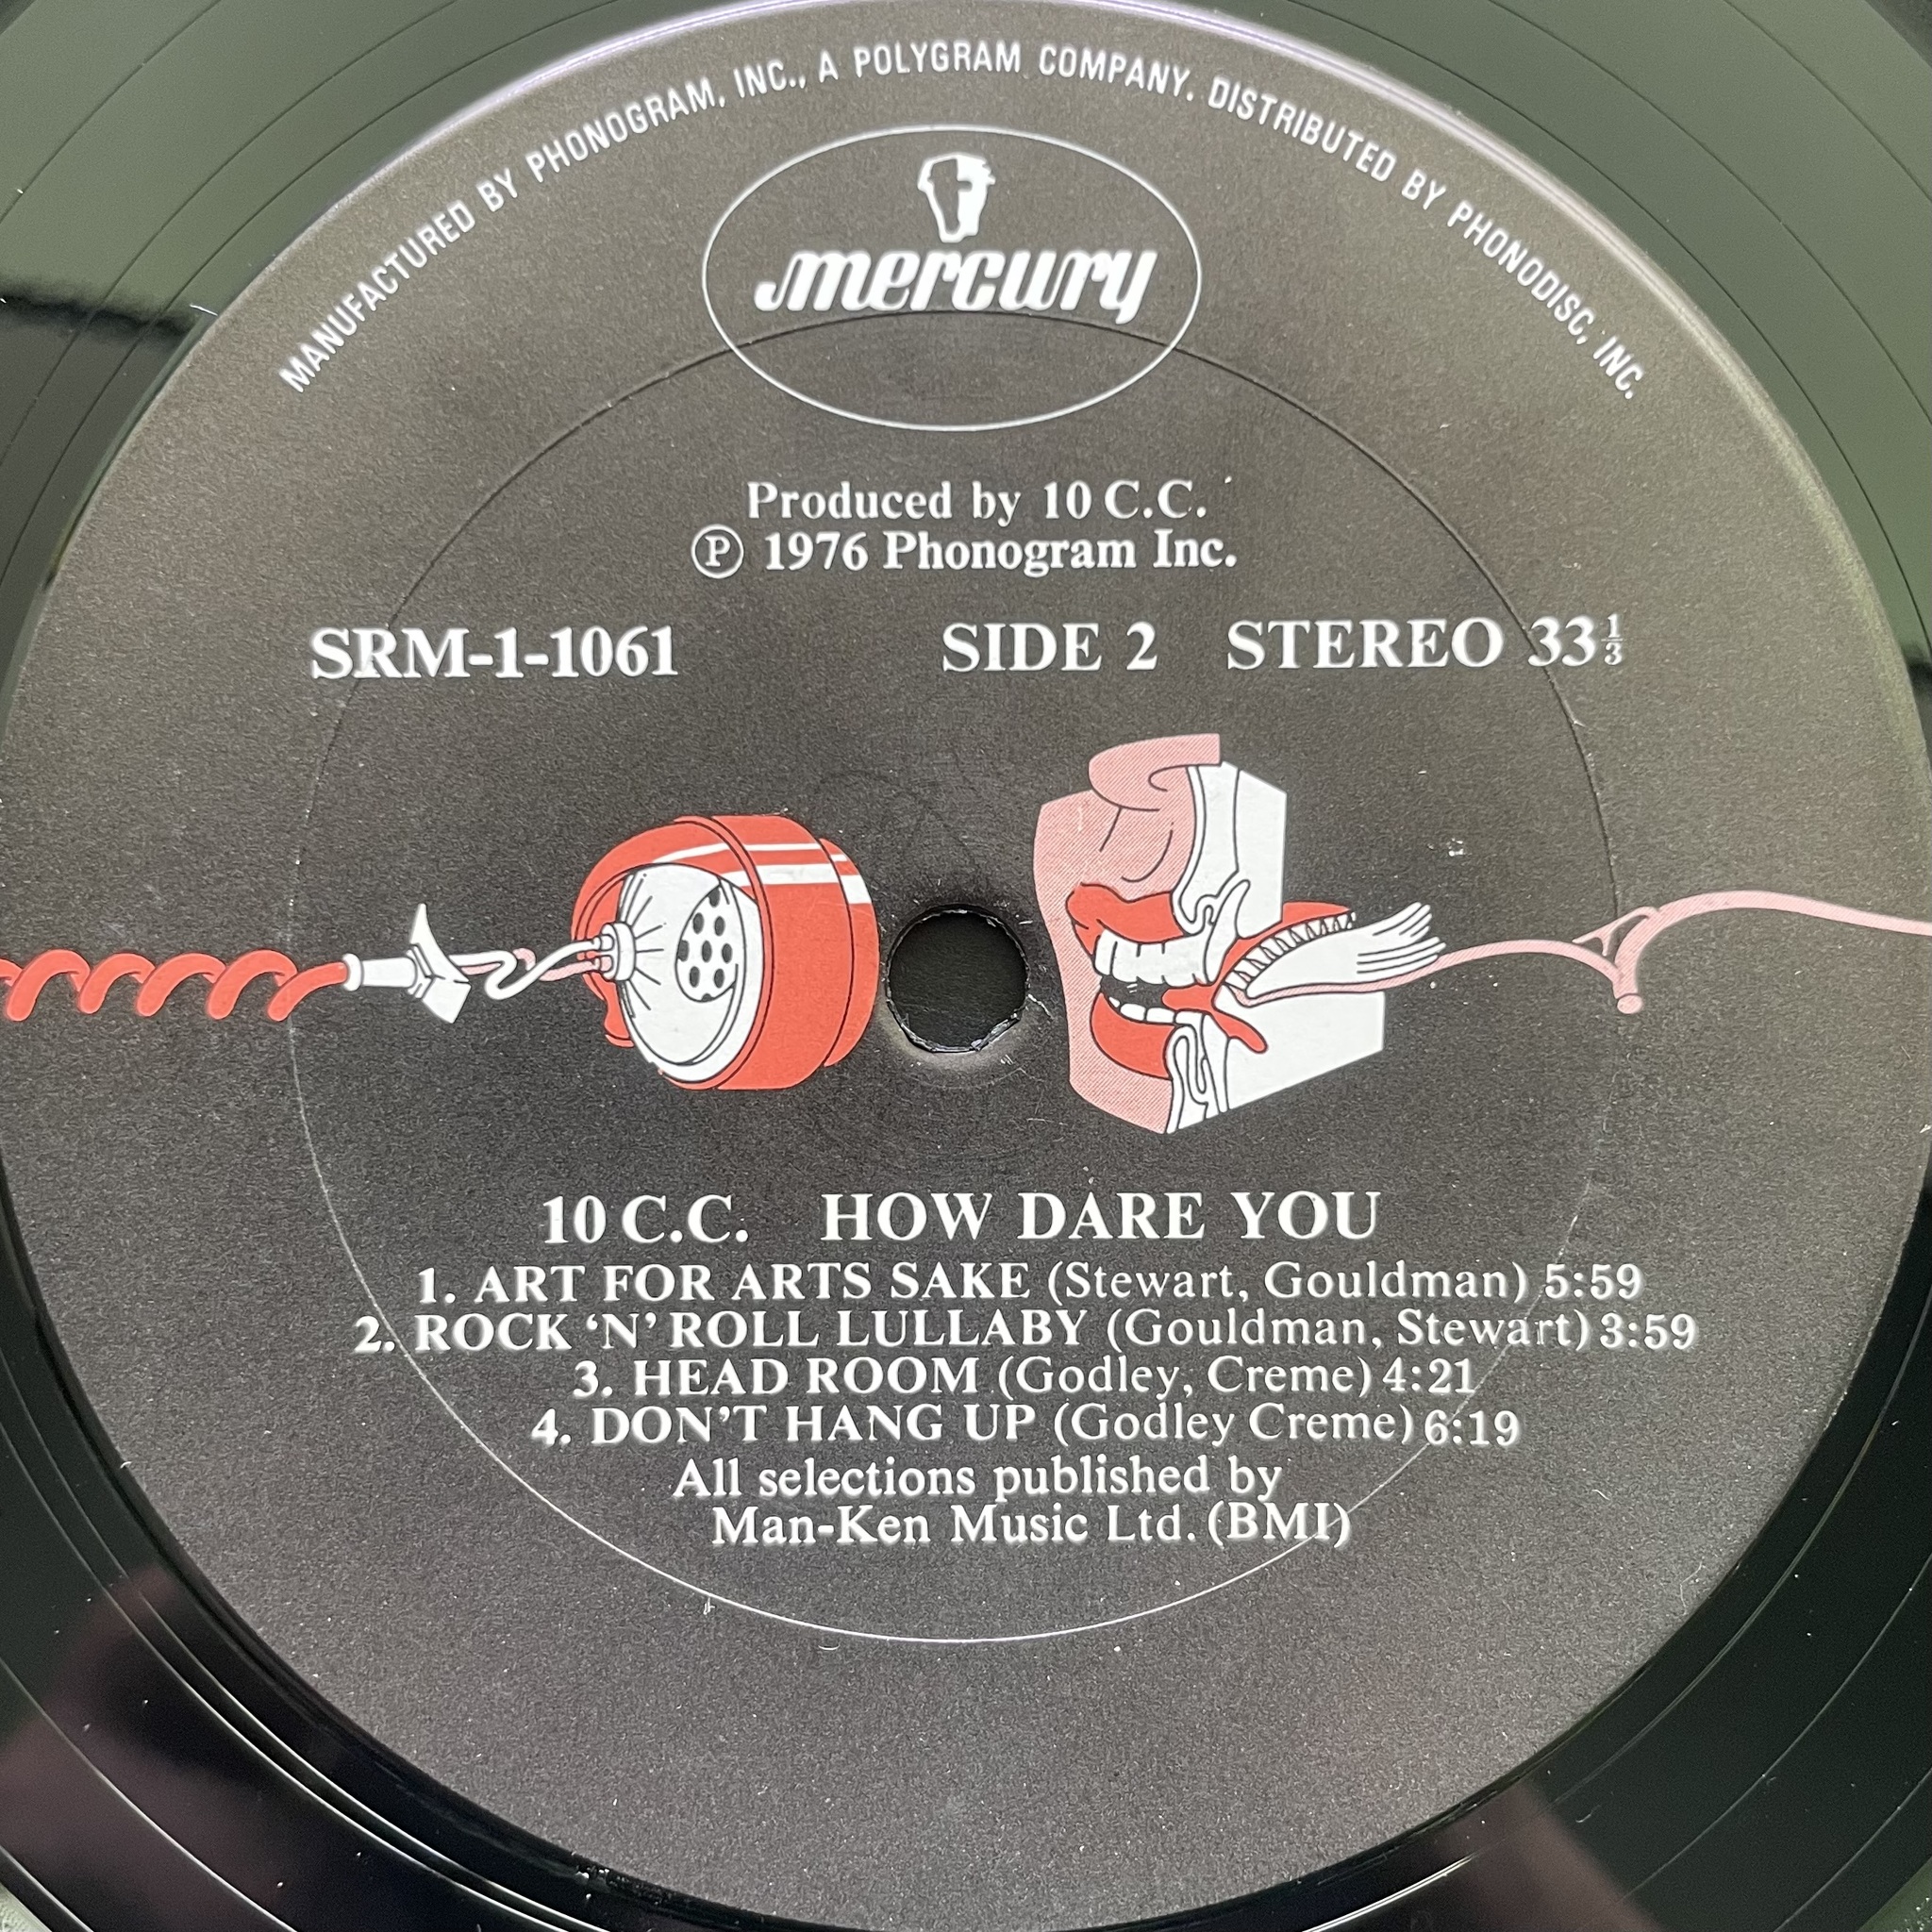 MANUFACTURED BY PHONOGRAM, INC., A POLYGRAM COMPANY. DISTRIBUTED BY PHONODISC, INC.
mercury
Produced by 10 C.C.
Ⓟ 1976 Phonogram Inc.
SRM-1-1061 SIDE 2 STEREO 33⅓
10 C.C. HOW DARE YOU
1. ART FOR ARTS SAKE (Stewart, Gouldman) 5:59
2. ROCK ‘N’ ROLL LULLABY (Gouldman, Stewart) 3:59
3. HEAD ROOM (Godley, Creme) 4:21
4. DON’T HANG UP (Godley Creme) 6:19
All selections published by
Man-Ken Music Ltd. (BMI)